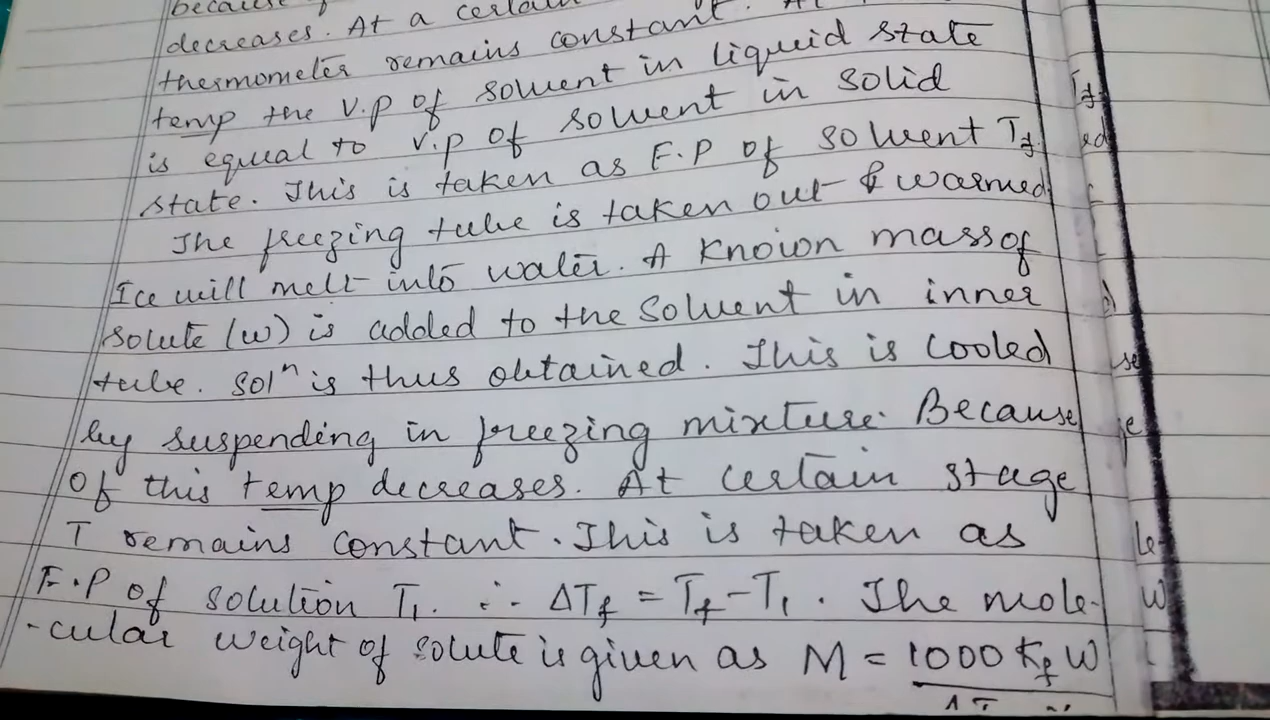 because
decreases. At a certain
thermometer remains constant. At
temp the V.p of solvent in liquid state
is equal to v.p of solvent in solid
state. This is taken as F.P of solvent Tf
The freezing tube is taken out & warmed
Ice will melt into water. A known mass of
solute (w) is added to the solvent in inner
tube. solⁿ is thus obtained. This is cooled
by suspending in freezing mixture. Because
of this temp decreases. At certain stage
T remains constant. This is taken as
F.P of solution T₁. ∴ ΔTf = Tf - T₁. The mole-
-cular weight of solute is given as M = 1000 Kf W